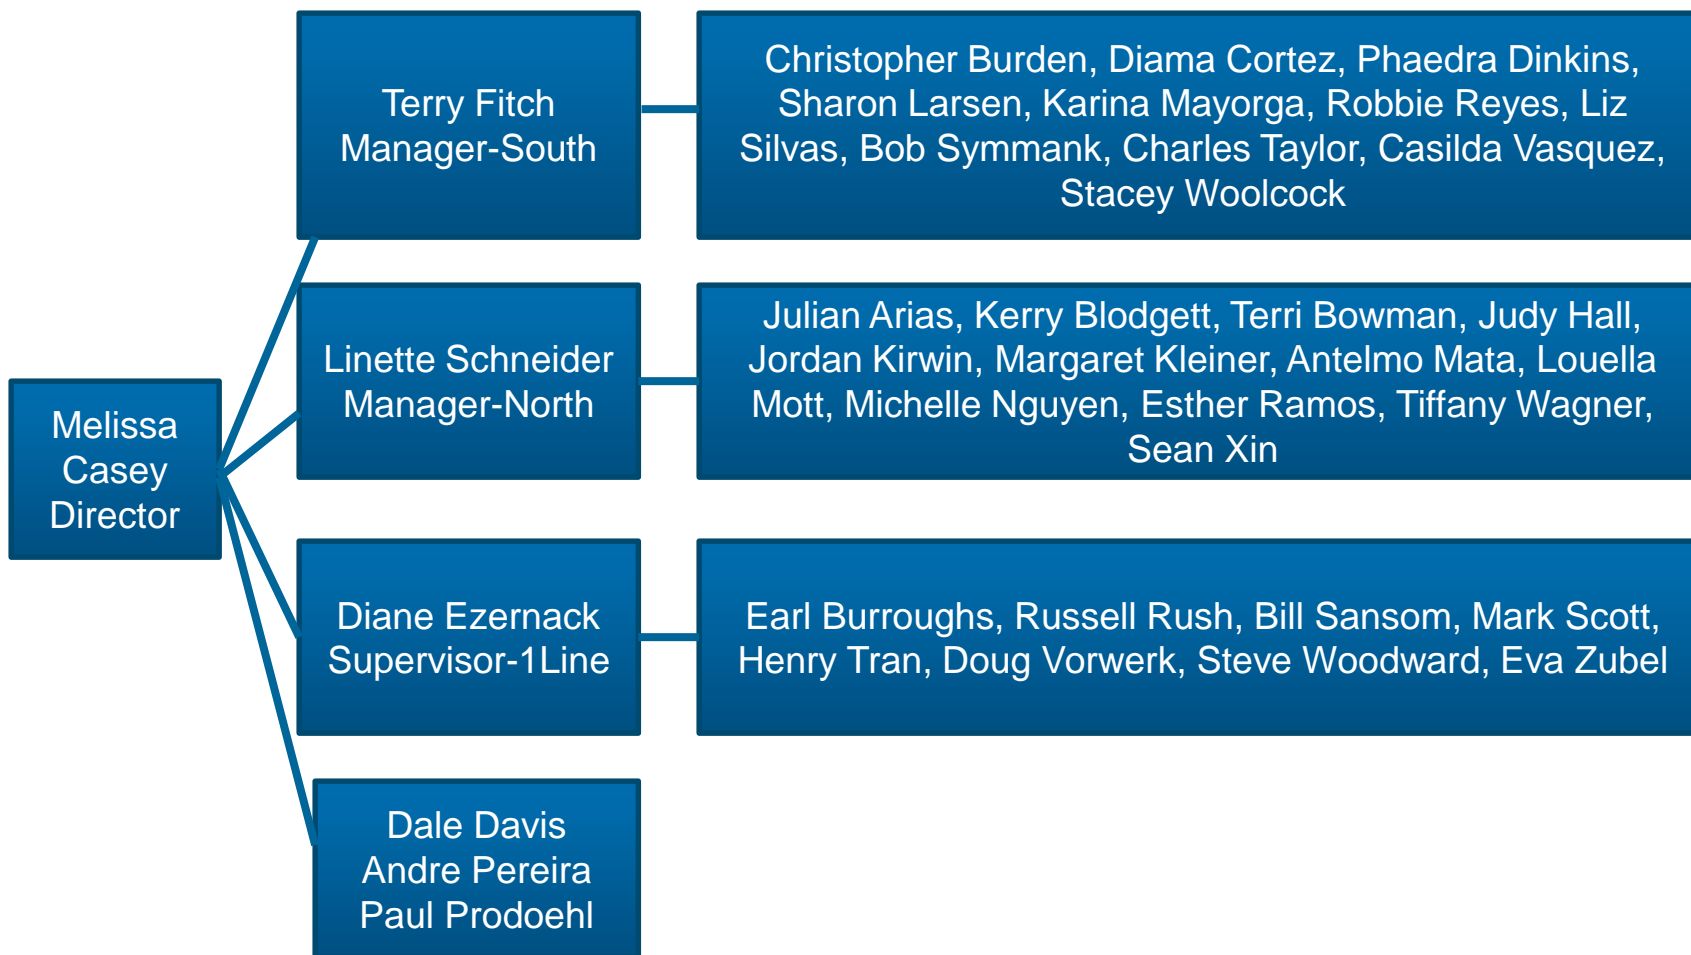 Terry Fitch
Manager-South
Christopher Burden, Diama Cortez, Phaedra Dinkins,
Sharon Larsen, Karina Mayorga, Robbie Reyes, Liz
Silvas, Bob Symmank, Charles Taylor, Casilda Vasquez,
Stacey Woolcock
Linette Schneider
Manager-North
Julian Arias, Kerry Blodgett, Terri Bowman, Judy Hall,
Jordan Kirwin, Margaret Kleiner, Antelmo Mata, Louella
Mott, Michelle Nguyen, Esther Ramos, Tiffany Wagner,
Sean Xin
Melissa
Casey
Director
Diane Ezernack
Supervisor-1Line
Earl Burroughs, Russell Rush, Bill Sansom, Mark Scott,
Henry Tran, Doug Vorwerk, Steve Woodward, Eva Zubel
Dale Davis
Andre Pereira
Paul Prodoehl